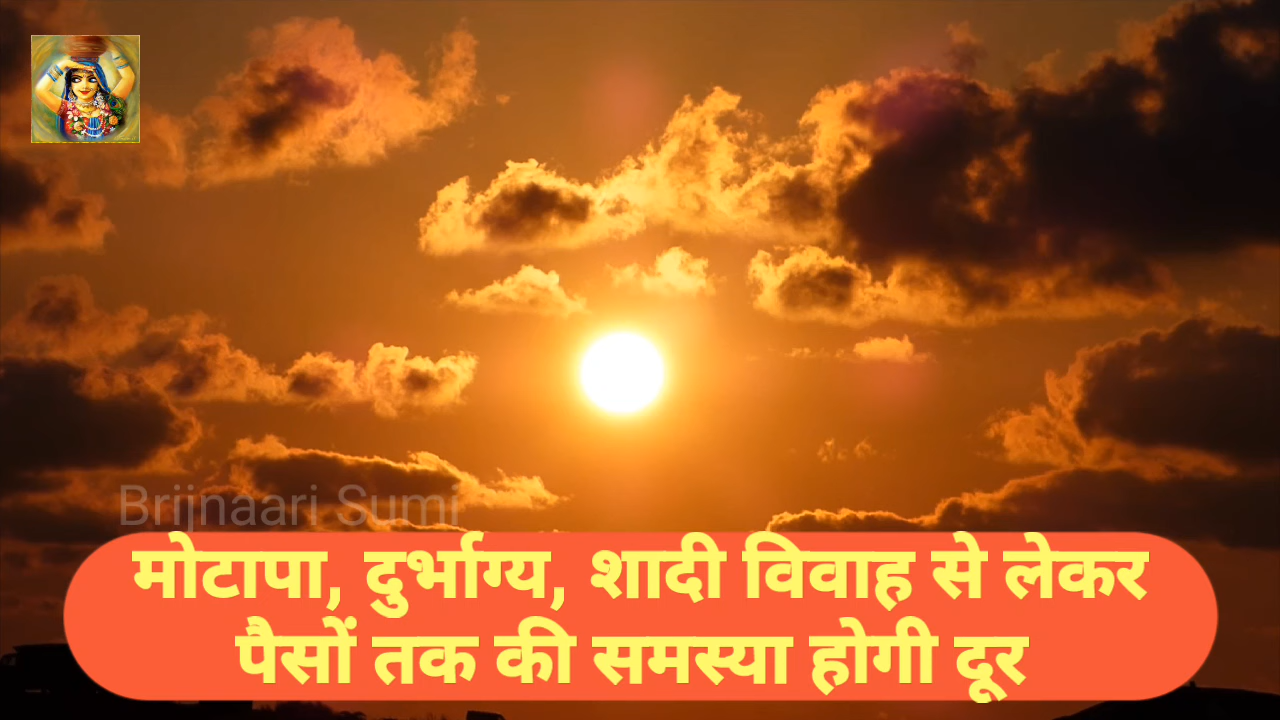 Brijnaari Sumi
मोटापा, दुर्भाग्य, शादी विवाह से लेकर
पैसों तक की समस्या होगी दूर